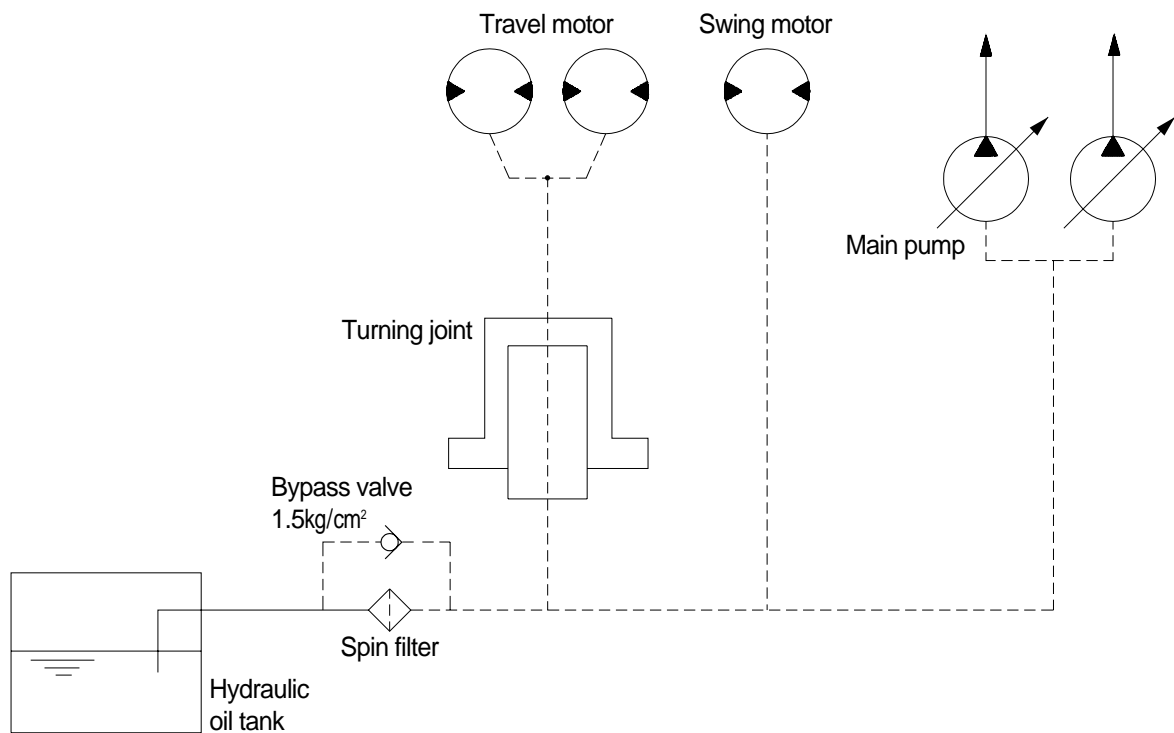 Travel motor
Swing motor
Main pump
Turning joint
Bypass valve
1.5kg/cm²
Spin filter
Hydraulic
oil tank